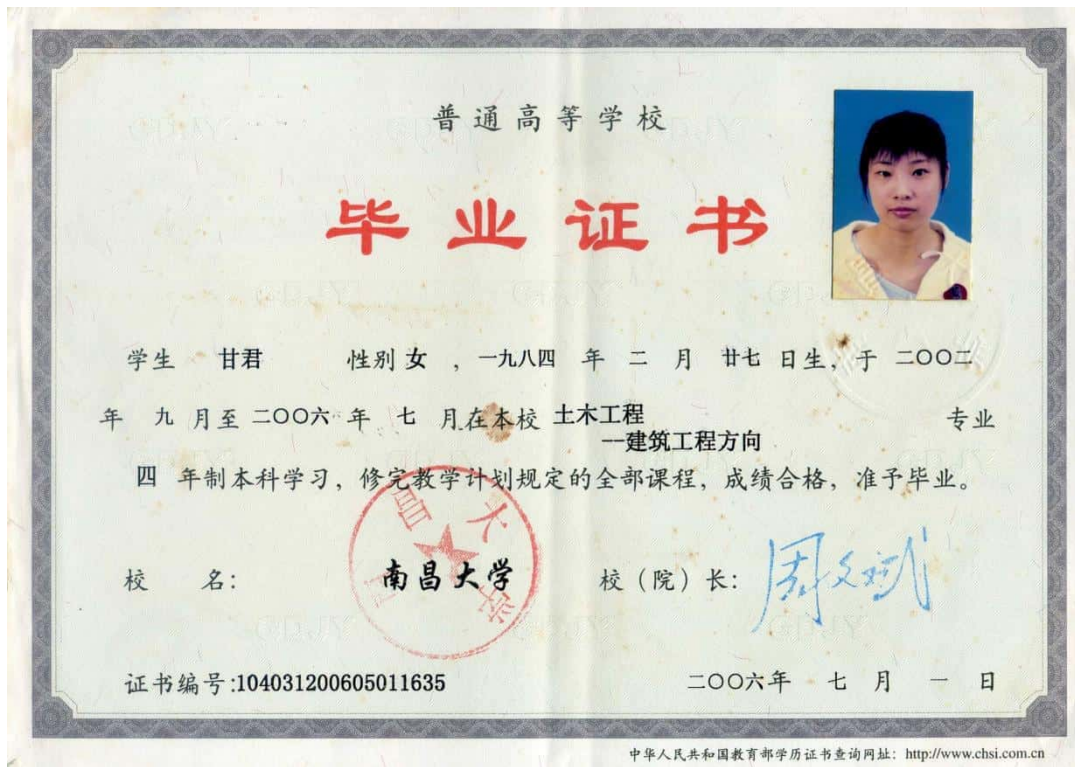 普通高等学校
毕业证书
学生 甘君 性别 女 ，一九八四 年 二 月 廿七 日生，于 二〇〇二
年 九 月至 二〇〇六 年 七 月在本校 土木工程 专业
--建筑工程方向
四 年制本科学习，修完教学计划规定的全部课程，成绩合格，准予毕业。
校 名： 南昌大学 校（院）长： 周文斌
证书编号:104031200605011635 二〇〇六年 七 月 一 日
中华人民共和国教育部学历证书查询网址：http://www.chsi.com.cn